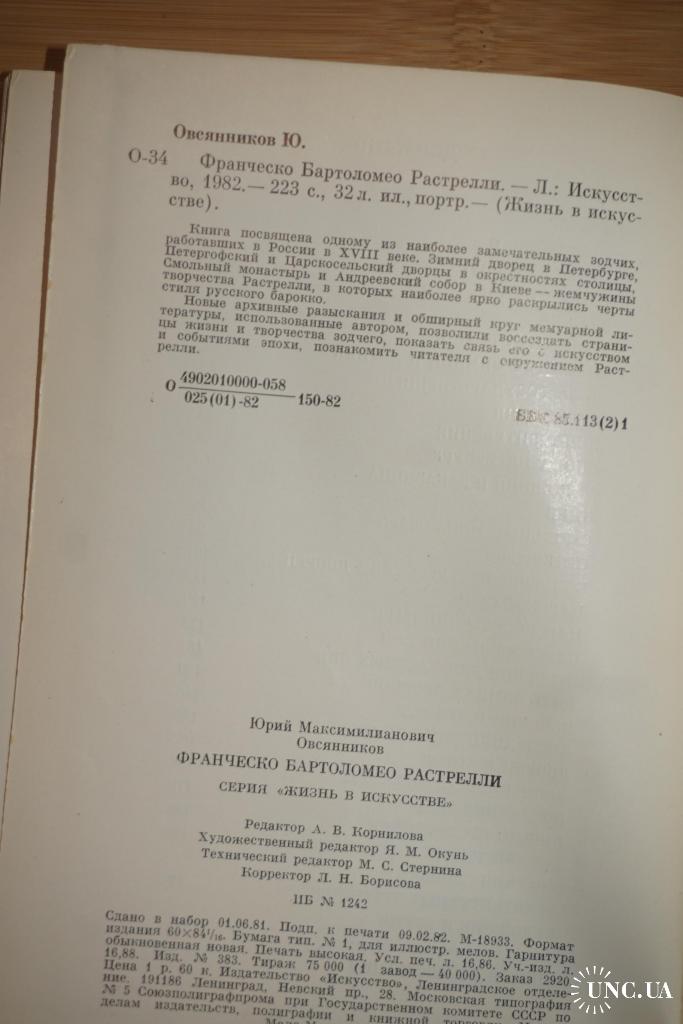 Овсянников Ю.
О-34 Франческо Бартоломео Растрелли. — Л.: Искусст-
во, 1982.— 223 с., 32 л. ил., портр.— (Жизнь в искус-
стве).
Книга посвящена одному из наиболее замечательных зодчих,
работавших в России в XVIII веке. Зимний дворец в Петербурге,
Петергофский и Царскосельский дворцы в окрестностях столицы,
Смольный монастырь и Андреевский собор в Киеве — жемчужины
творчества Растрелли, в которых наиболее ярко раскрылись черты
стиля русского барокко.
Новые архивные разыскания и обширный круг мемуарной ли-
тературы, использованные автором, позволили воссоздать страни-
цы жизни и творчества зодчего, показать связь его с искусством
и событиями эпохи, познакомить читателя с окружением Раст-
релли.
О 4902010000-058
025(01)-82 150-82
ББК 85.113(2)1
Юрий Максимилианович
Овсянников
ФРАНЧЕСКО БАРТОЛОМЕО РАСТРЕЛЛИ
СЕРИЯ «ЖИЗНЬ В ИСКУССТВЕ»
Редактор А. В. Корнилова
Художественный редактор Я. М. Окунь
Технический редактор М. С. Стернина
Корректор Л. Н. Борисова
ИБ № 1242
Сдано в набор 01.06.81. Подп. к печати 09.02.82. М-18933. Формат
издания 60×84¹/₁₆. Бумага тип. № 1, для иллюстр. мелов. Гарнитура
обыкновенная новая. Печать высокая. Усл. печ. л. 16,86. Уч.-изд. л.
16,88. Изд. № 383. Тираж 75 000 (1 завод — 40 000). Заказ 2920
Цена 1 р. 60 к. Издательство «Искусство», Ленинградское отделе-
ние. 191186 Ленинград, Невский пр., 28. Московская типография
№ 5 Союзполиграфпрома при Государственном комитете СССР по
делам издательств, полиграфии и книжной торговли.
UNC.UA